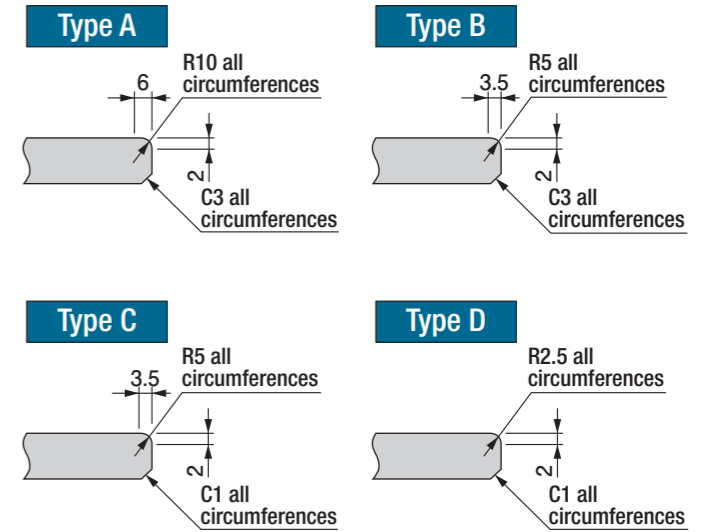 Type A
R10 all
circumferences
6
2
C3 all
circumferences
Type B
R5 all
circumferences
3.5
2
C3 all
circumferences
Type C
R5 all
circumferences
3.5
2
C1 all
circumferences
Type D
R2.5 all
circumferences
2
C1 all
circumferences